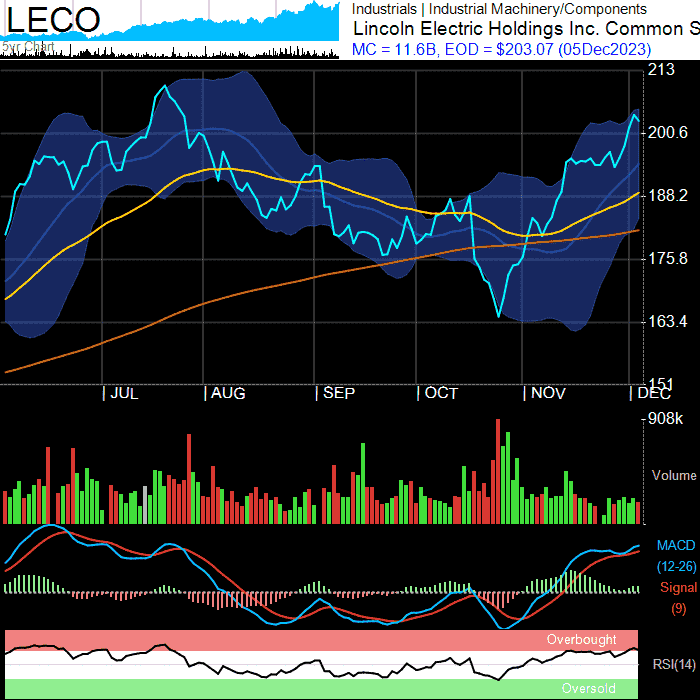 LECO
5yr Chart
Industrials | Industrial Machinery/Components
Lincoln Electric Holdings Inc. Common S
MC = 11.6B, EOD = $203.07 (05Dec2023)
213
200.6
188.2
175.8
163.4
151
| JUL | AUG | SEP | OCT | NOV | DEC
908k
Volume
MACD
(12-26)
Signal
(9)
Overbought
RSI(14)
Oversold